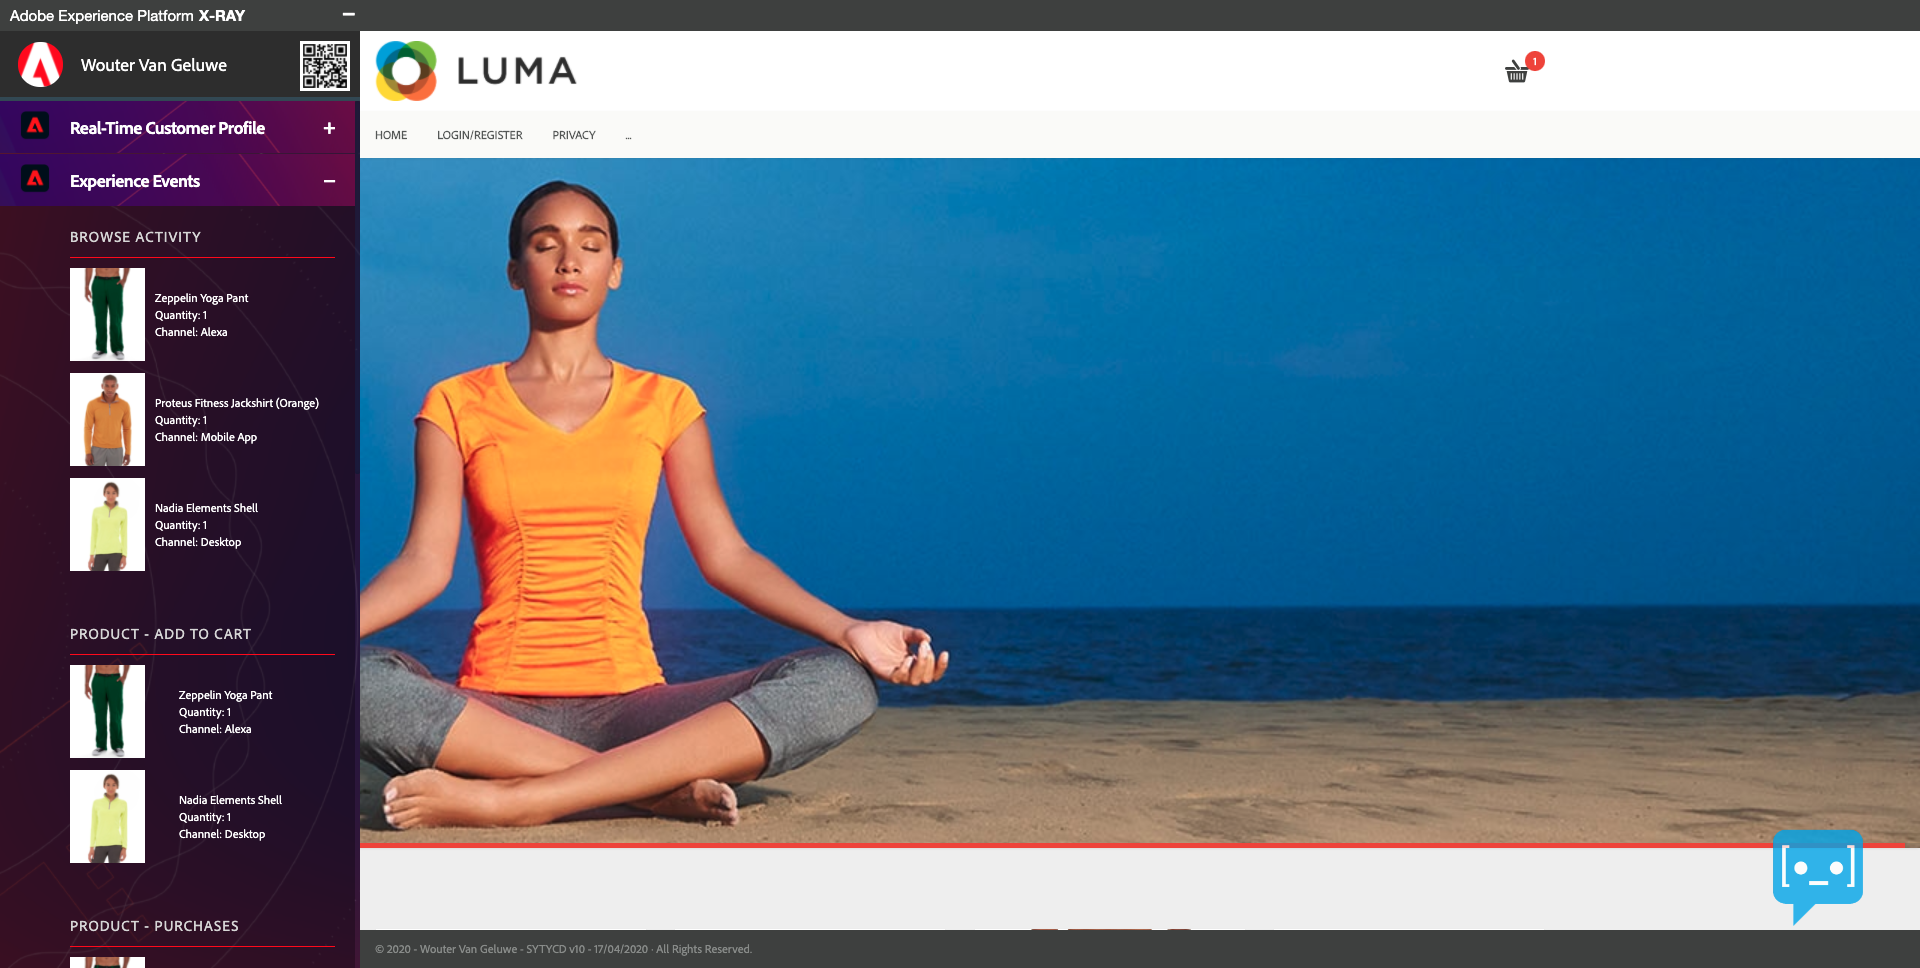 Adobe Experience Platform X-RAY
Wouter Van Geluwe
Real-Time Customer Profile
Experience Events
BROWSE ACTIVITY
Zeppelin Yoga Pant
Quantity: 1
Channel: Alexa
Proteus Fitness Jackshirt (Orange)
Quantity: 1
Channel: Mobile App
Nadia Elements Shell
Quantity: 1
Channel: Desktop
PRODUCT - ADD TO CART
Zeppelin Yoga Pant
Quantity: 1
Channel: Alexa
Nadia Elements Shell
Quantity: 1
Channel: Desktop
PRODUCT - PURCHASES
LUMA
1
HOME LOGIN/REGISTER PRIVACY ...
© 2020 - Wouter Van Geluwe - SYTYCD v10 - 17/04/2020 · All Rights Reserved.